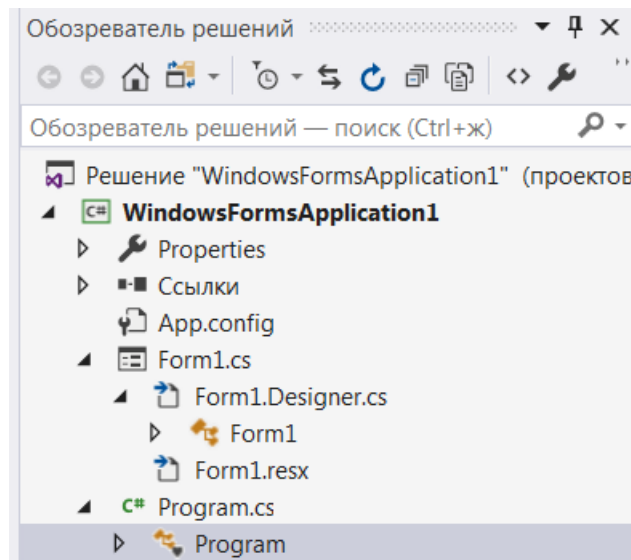 Обозреватель решений
Обозреватель решений — поиск (Ctrl+ж)
Решение "WindowsFormsApplication1" (проектов
C# WindowsFormsApplication1
Properties
Ссылки
App.config
Form1.cs
Form1.Designer.cs
Form1
Form1.resx
C# Program.cs
Program